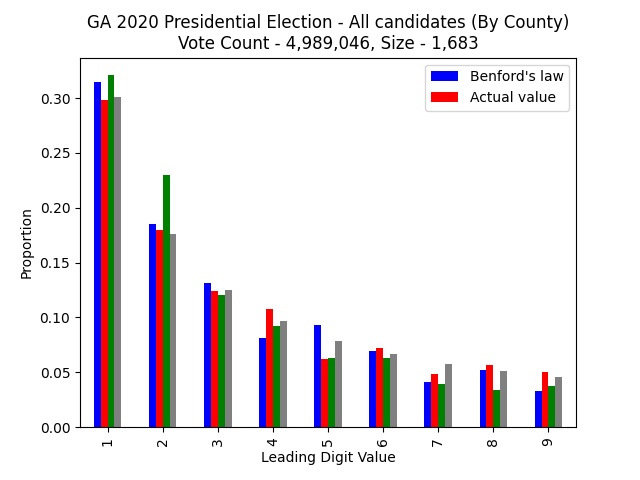 GA 2020 Presidential Election - All candidates (By County)
Vote Count - 4,989,046, Size - 1,683
Benford's law
Actual value
Proportion
0.30
0.25
0.20
0.15
0.10
0.05
0.00
1 2 3 4 5 6 7 8 9
Leading Digit Value